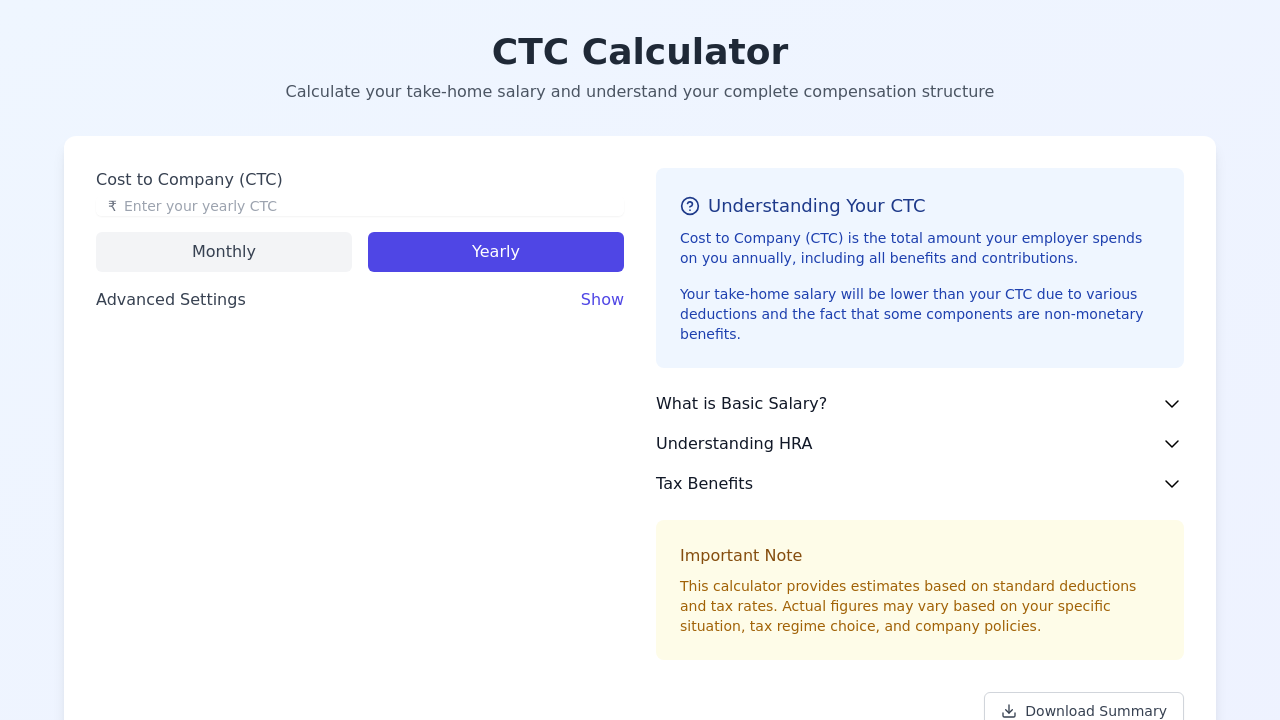 CTC Calculator
Calculate your take-home salary and understand your complete compensation structure
Cost to Company (CTC)
₹ Enter your yearly CTC
Monthly
Yearly
Advanced Settings
Show
Understanding Your CTC
Cost to Company (CTC) is the total amount your employer spends
on you annually, including all benefits and contributions.
Your take-home salary will be lower than your CTC due to various
deductions and the fact that some components are non-monetary
benefits.
What is Basic Salary?
Understanding HRA
Tax Benefits
Important Note
This calculator provides estimates based on standard deductions
and tax rates. Actual figures may vary based on your specific
situation, tax regime choice, and company policies.
Download Summary